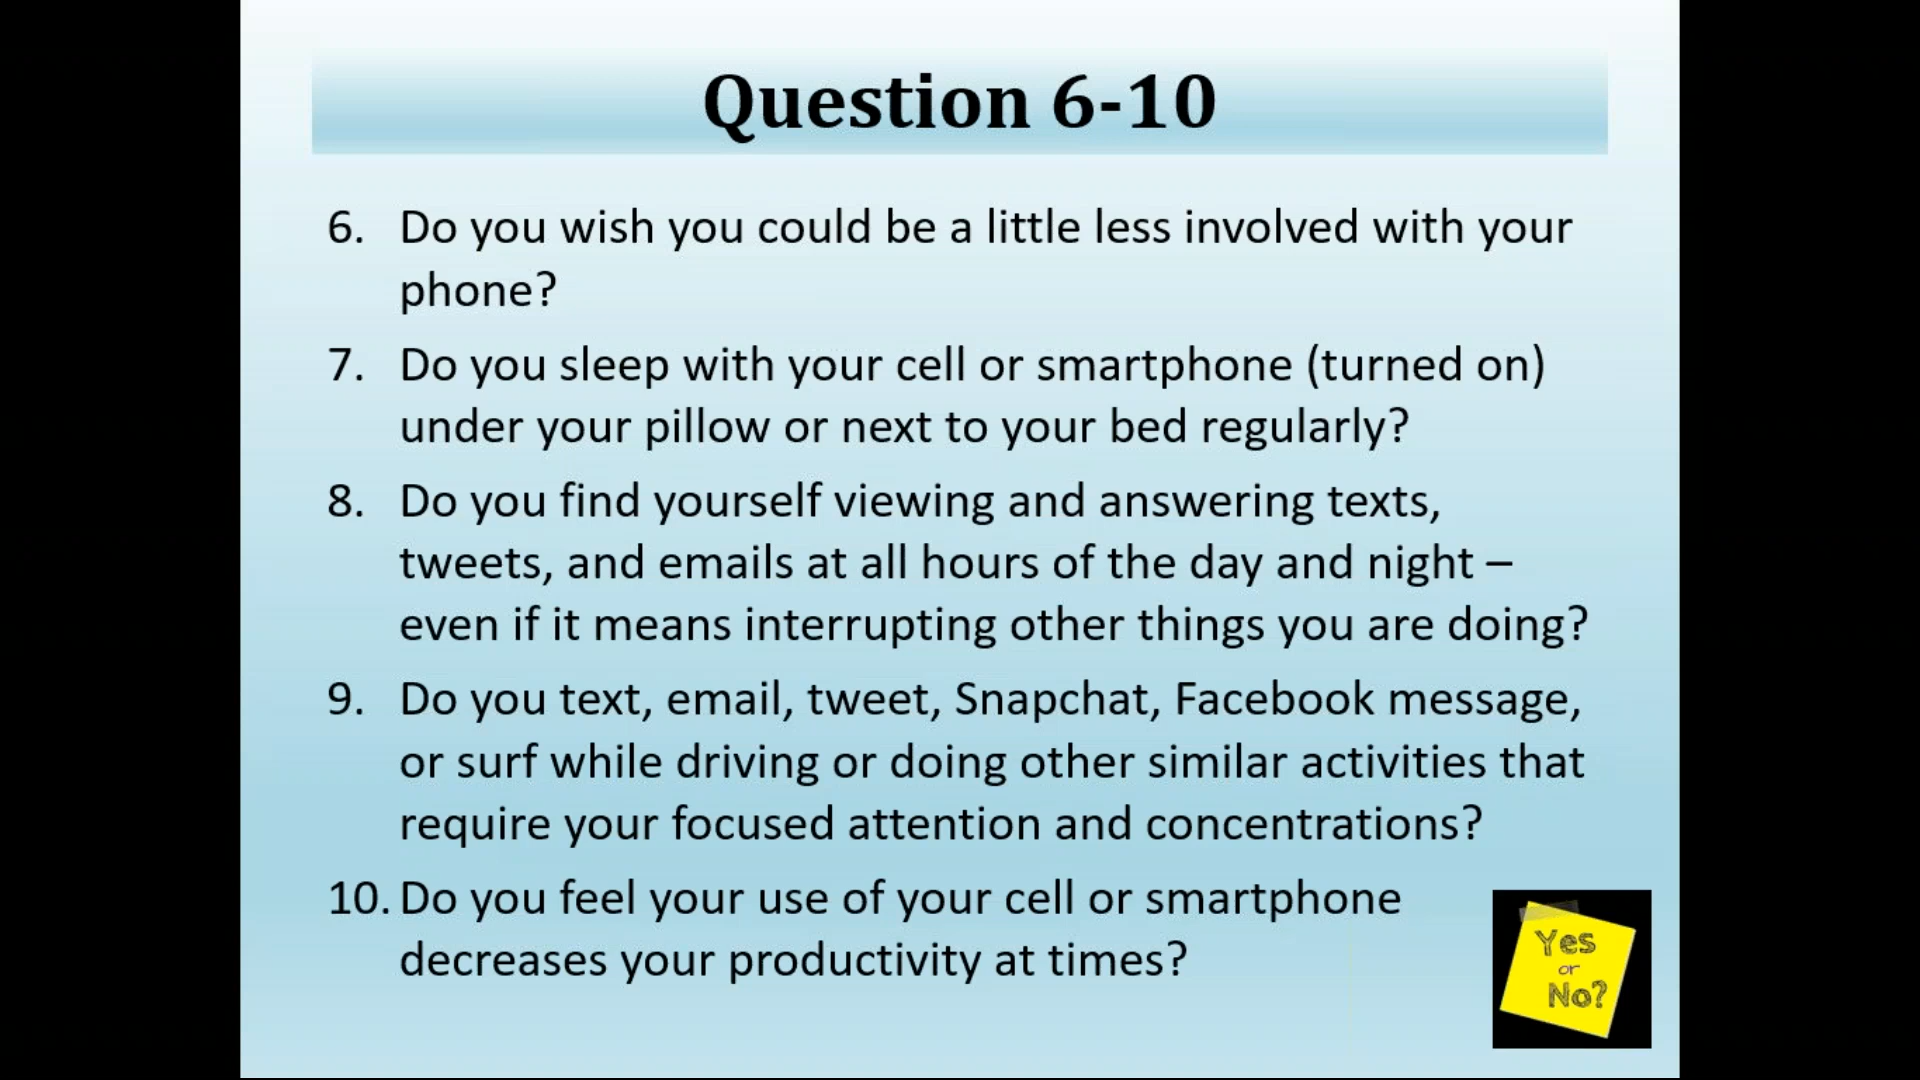 Question 6-10
6. Do you wish you could be a little less involved with your
phone?
7. Do you sleep with your cell or smartphone (turned on)
under your pillow or next to your bed regularly?
8. Do you find yourself viewing and answering texts,
tweets, and emails at all hours of the day and night –
even if it means interrupting other things you are doing?
9. Do you text, email, tweet, Snapchat, Facebook message,
or surf while driving or doing other similar activities that
require your focused attention and concentrations?
10. Do you feel your use of your cell or smartphone
decreases your productivity at times?
Yes
or
No?